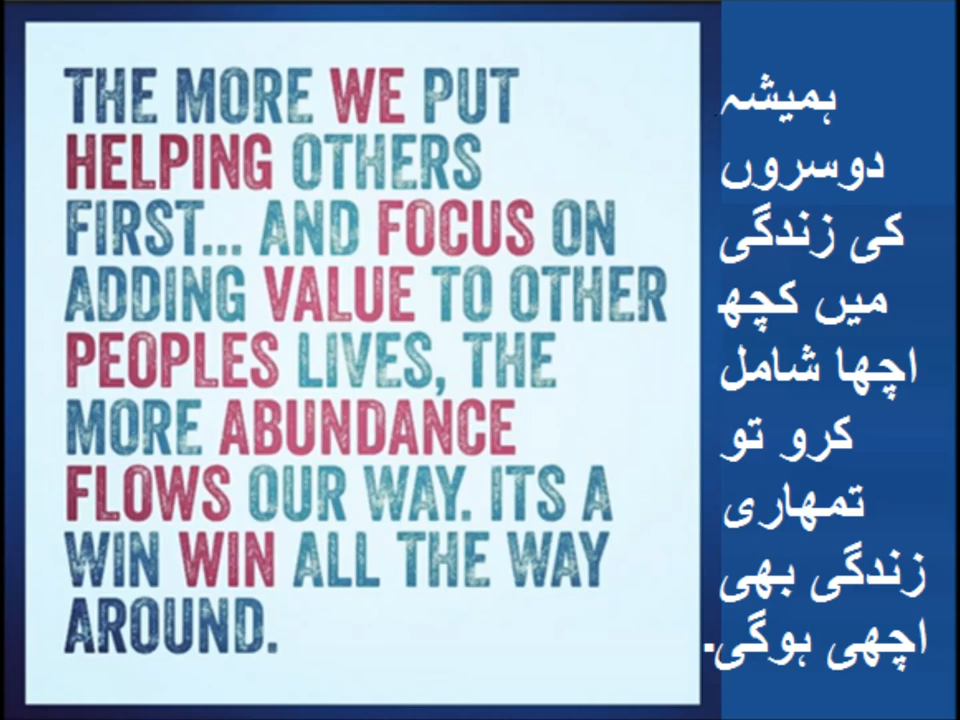 THE MORE WE PUT
HELPING OTHERS
FIRST... AND FOCUS ON
ADDING VALUE TO OTHER
PEOPLES LIVES, THE
MORE ABUNDANCE
FLOWS OUR WAY. ITS A
WIN WIN ALL THE WAY
AROUND.
ہمیشہ
دوسروں
کی زندگی
میں کچھ
اچھا شامل
کرو تو
تمھاری
زندگی بھی
اچھی ہوگی.